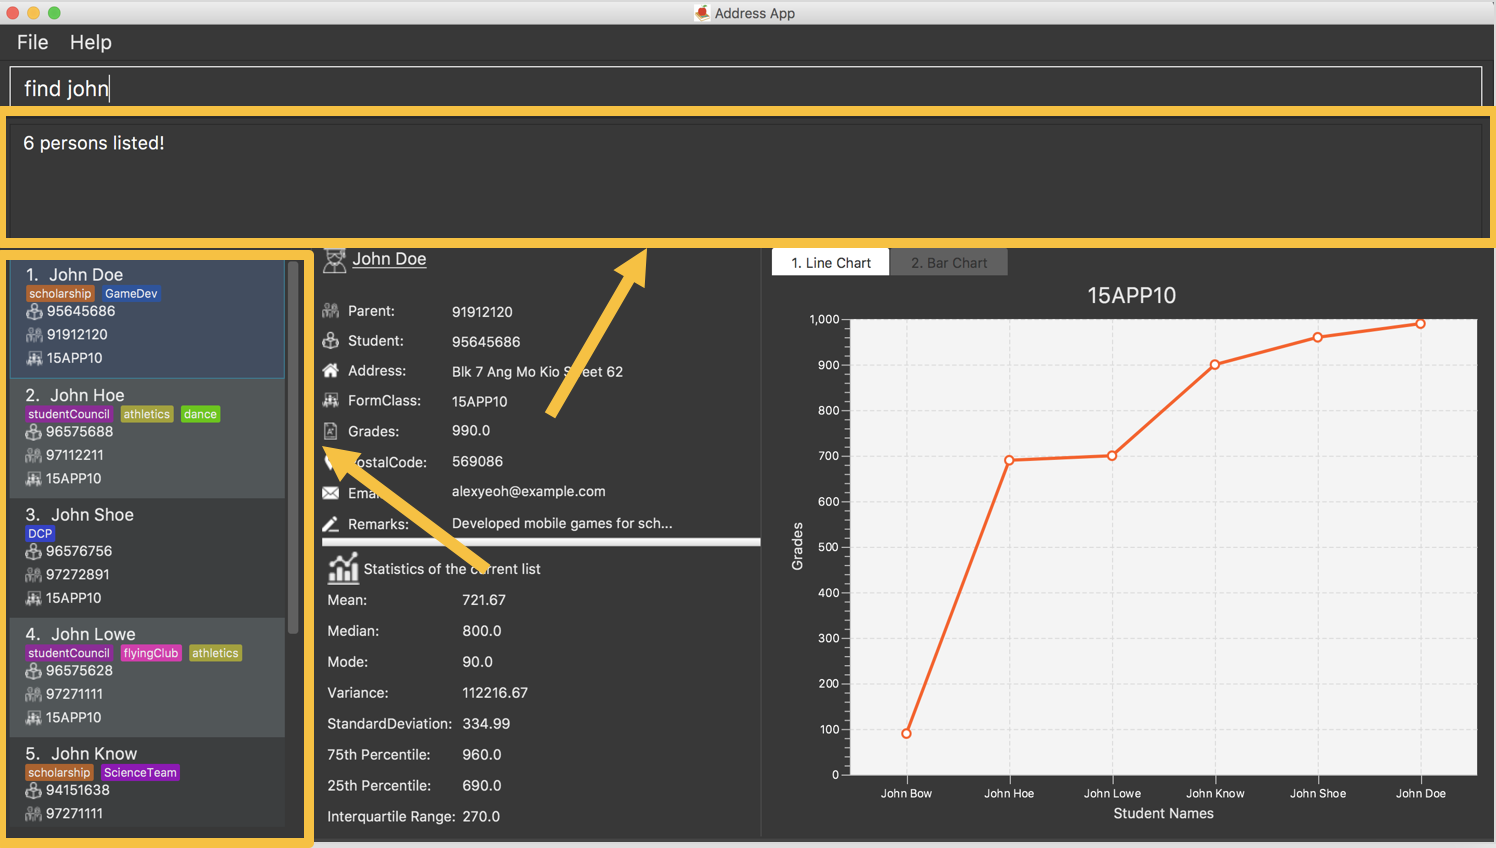 Address App
File Help
find john
6 persons listed!
1. John Doe
scholarship GameDev
95645686
91912120
15APP10
2. John Hoe
studentCouncil athletics dance
96575688
97112211
15APP10
3. John Shoe
DCP
96576756
97272891
15APP10
4. John Lowe
studentCouncil flyingClub athletics
96575628
97271111
15APP10
5. John Know
scholarship ScienceTeam
94151638
97271111
John Doe
Parent: 91912120
Student: 95645686
Address: Blk 7 Ang Mo Kio Street 62
FormClass: 15APP10
Grades: 990.0
ostalCode: 569086
Emai alexyeoh@example.com
Remarks: Developed mobile games for sch...
Statistics of the current list
Mean: 721.67
Median: 800.0
Mode: 90.0
Variance: 112216.67
StandardDeviation: 334.99
75th Percentile: 960.0
25th Percentile: 690.0
Interquartile Range: 270.0
1. Line Chart 2. Bar Chart
15APP10
1,000
900
800
700
600
500
400
300
200
100
0
Grades
John Bow John Hoe John Lowe John Know John Shoe John Doe
Student Names